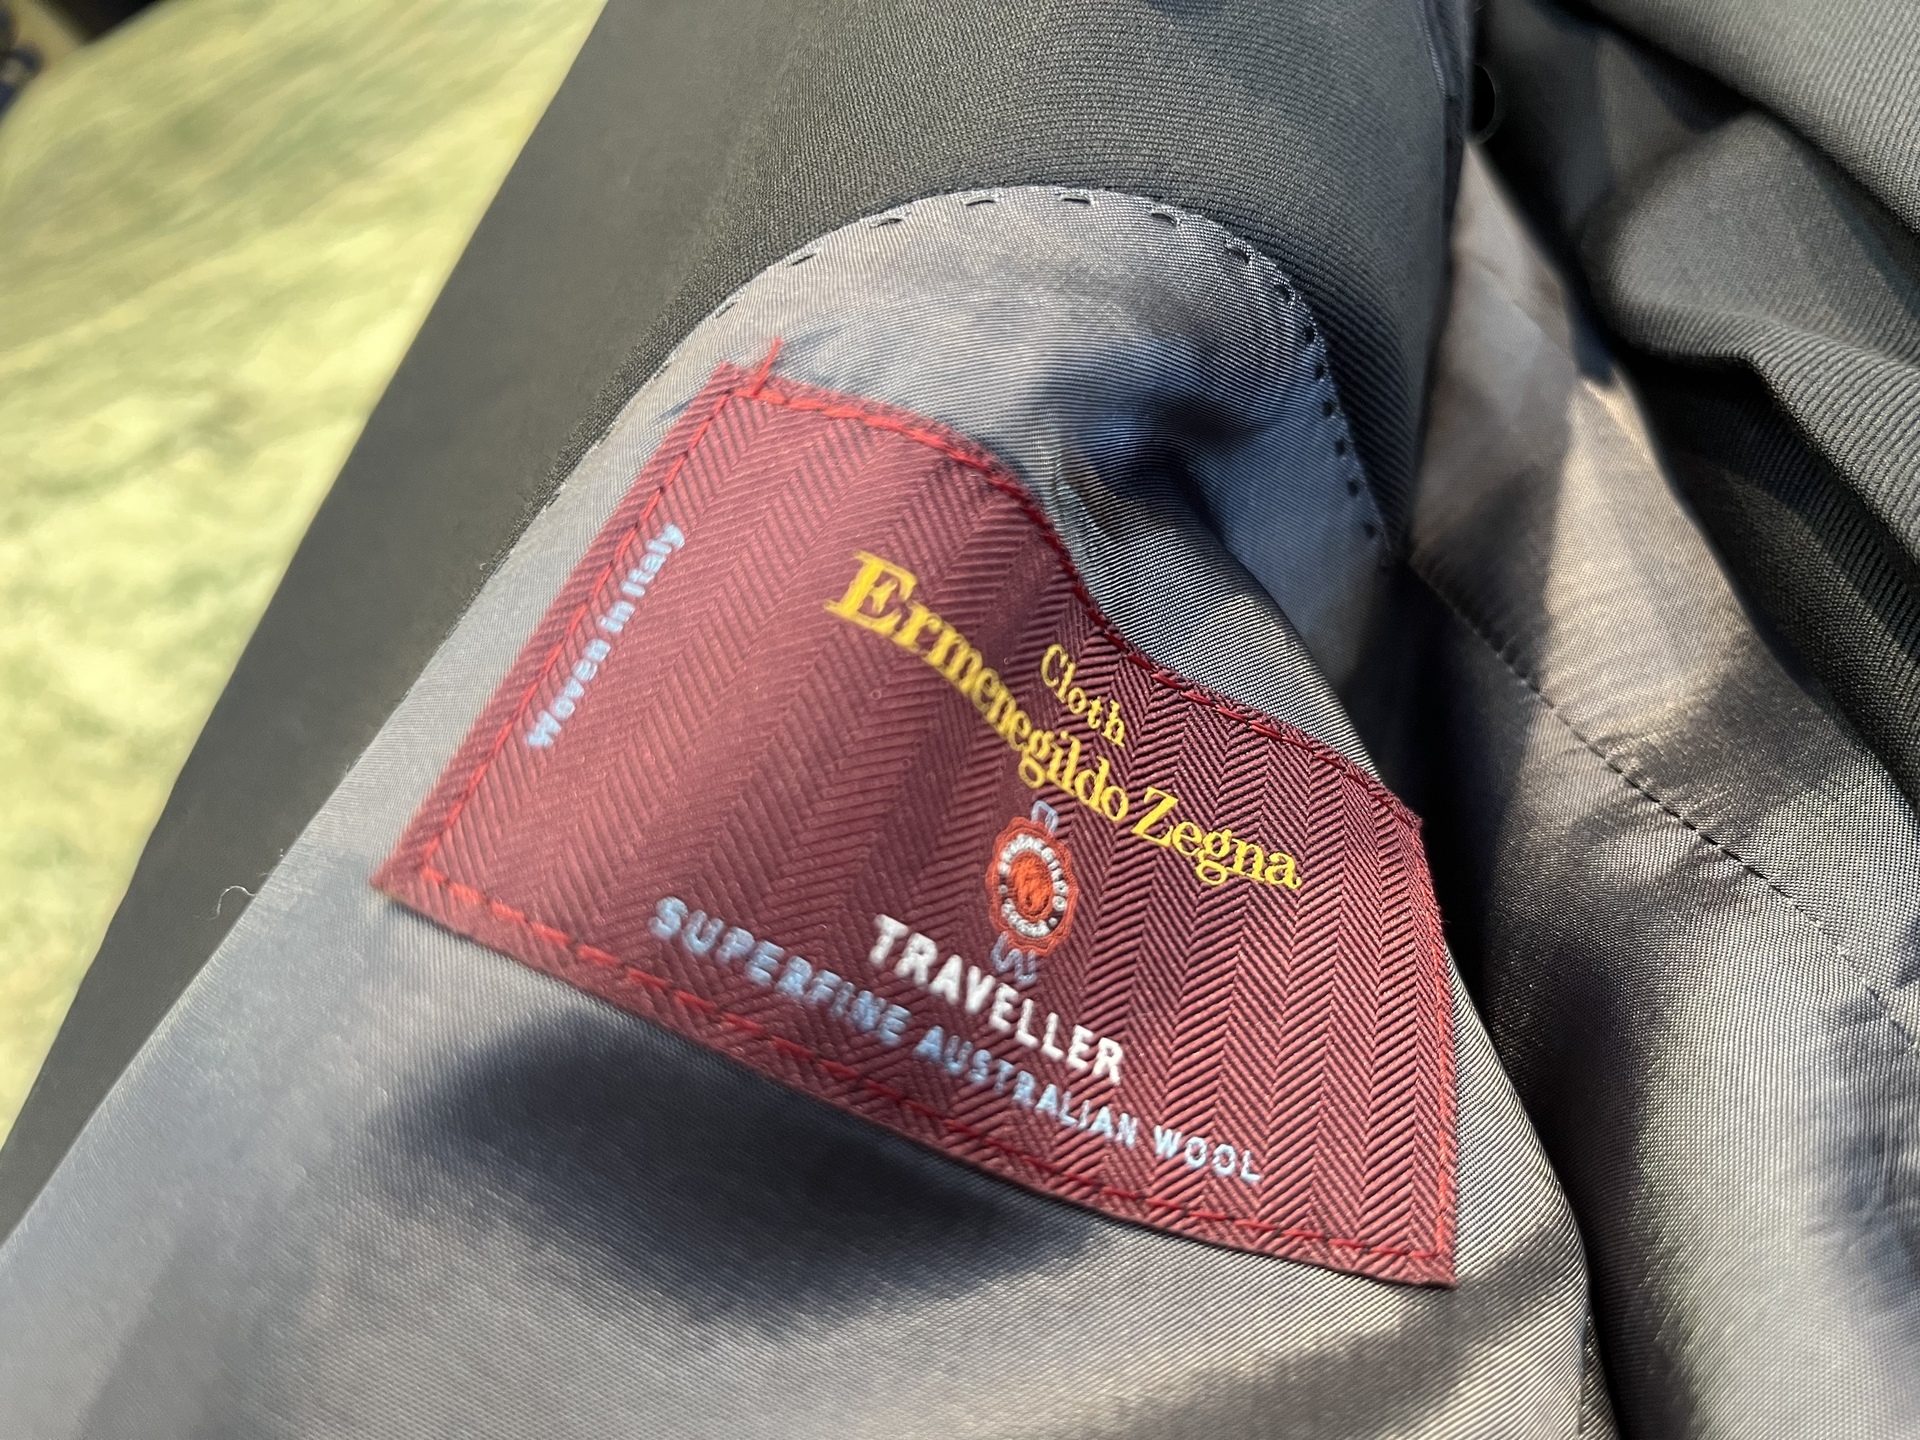 Woven in Italy
Cloth
Ermenegildo Zegna
TRAVELLER
SUPERFINE AUSTRALIAN WOOL